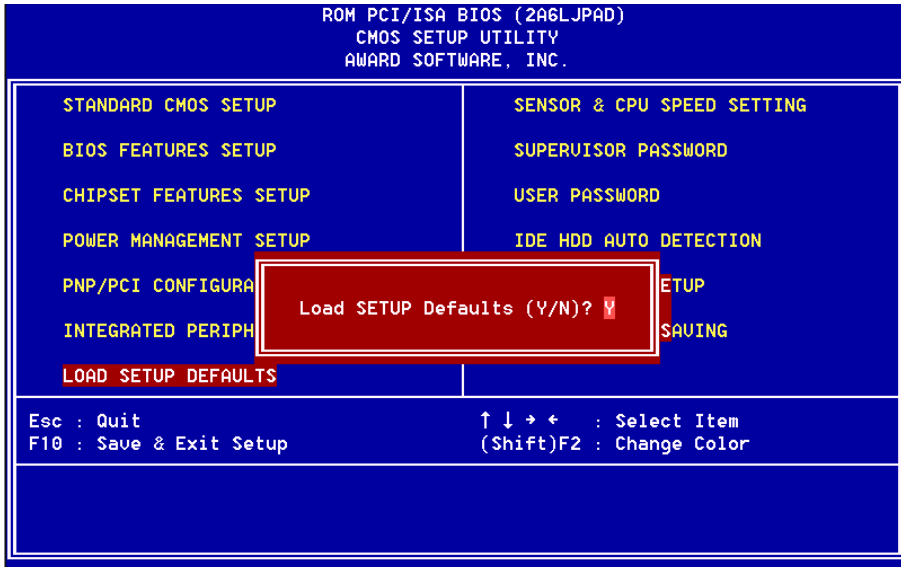 ROM PCI/ISA BIOS (2A6LJPAD)
CMOS SETUP UTILITY
AWARD SOFTWARE, INC.
STANDARD CMOS SETUP
BIOS FEATURES SETUP
CHIPSET FEATURES SETUP
POWER MANAGEMENT SETUP
PNP/PCI CONFIGURA
INTEGRATED PERIPH
LOAD SETUP DEFAULTS
SENSOR & CPU SPEED SETTING
SUPERVISOR PASSWORD
USER PASSWORD
IDE HDD AUTO DETECTION
ETUP
SAVING
Load SETUP Defaults (Y/N)? Y
Esc : Quit
F10 : Save & Exit Setup
↑ ↓ → ← : Select Item
(Shift)F2 : Change Color